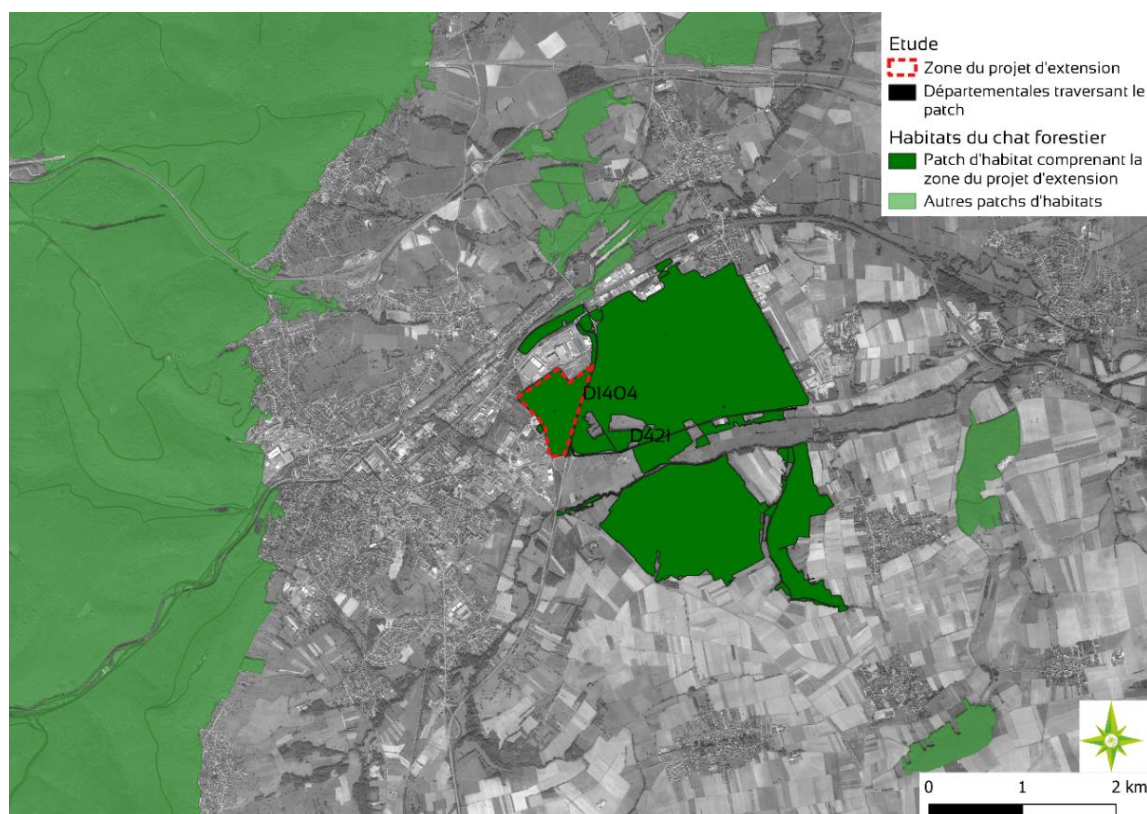 Etude
Zone du projet d'extension
Départementales traversant le
patch
Habitats du chat forestier
Patch d'habitat comprenant la
zone du projet d'extension
Autres patchs d'habitats
D1404
D421
0 1 2 km